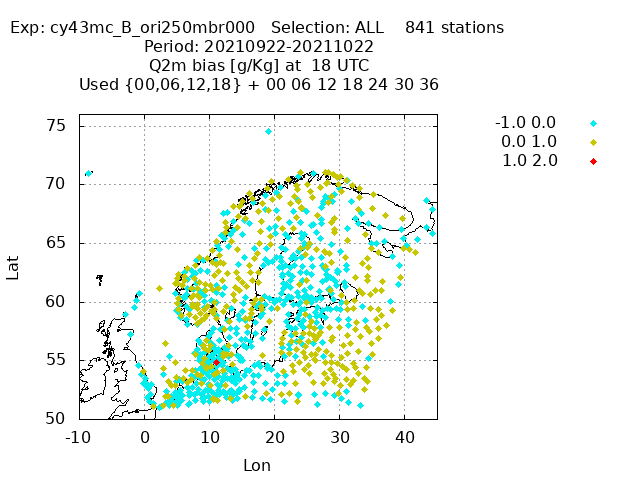 Exp: cy43mc_B_ori250mbr000   Selection: ALL    841 stations
Period: 20210922-20211022
Q2m bias [g/Kg] at  18 UTC
Used {00,06,12,18} + 00 06 12 18 24 30 36
-1.0 0.0
0.0 1.0
1.0 2.0
75
70
65
60
55
50
Lat
-10 0 10 20 30 40
Lon